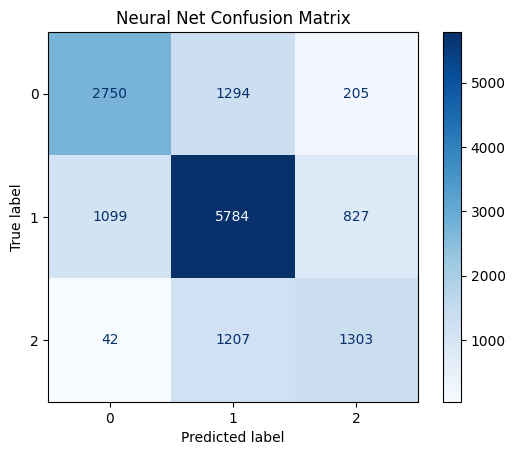 Neural Net Confusion Matrix
0 2750 1294 205
1 1099 5784 827
2 42 1207 1303
0 1 2
True label
Predicted label
5000
4000
3000
2000
1000